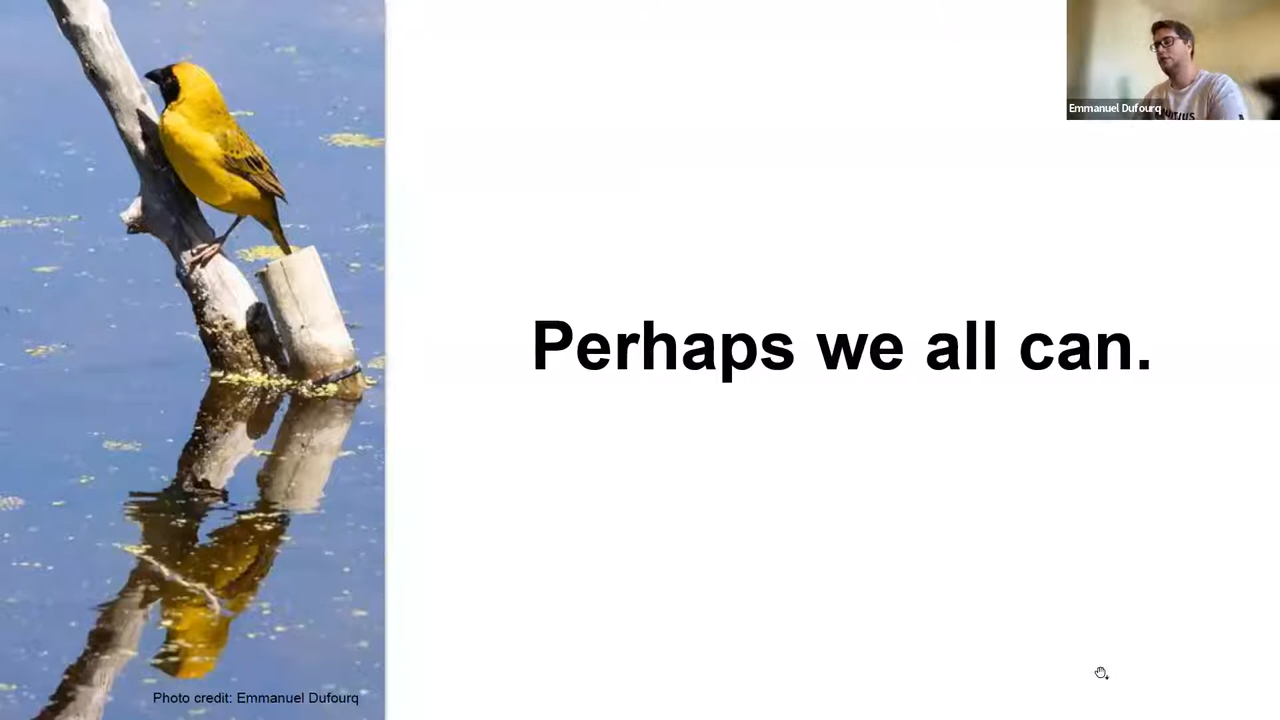 Emmanuel Dufourq
Perhaps we all can.
Photo credit: Emmanuel Dufourq